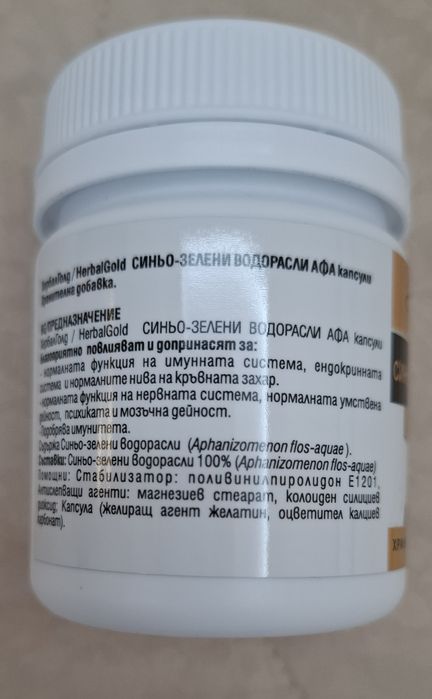 ХербалГолд / HerbalGold СИНЬО-ЗЕЛЕНИ ВОДОРАСЛИ АФА капсули
Хранителна добавка.
ПРЕДНАЗНАЧЕНИЕ
ХербалГолд / HerbalGold СИНЬО-ЗЕЛЕНИ ВОДОРАСЛИ АФА капсули
благоприятно повлияват и допринасят за:
- нормалната функция на имунната система, ендокринната
система и нормалните нива на кръвната захар.
-нормалната функция на нервната система, нормалната умствена
дейност, психиката и мозъчна дейност.
-Подобрява имунитета.
Съдържа Синьо-зелени водорасли (Aphanizomenon flos-aquae ).
Съставки: Синьо-зелени водорасли 100% (Aphanizomenon flos-aquae)
Помощни: Стабилизатор: поливинилпиролидон Е1201,
Антислепващи агенти: магнезиев стеарат, колоиден силициев
диоксид; Капсула (желиращ агент желатин, оцветител калциев
карбонат).